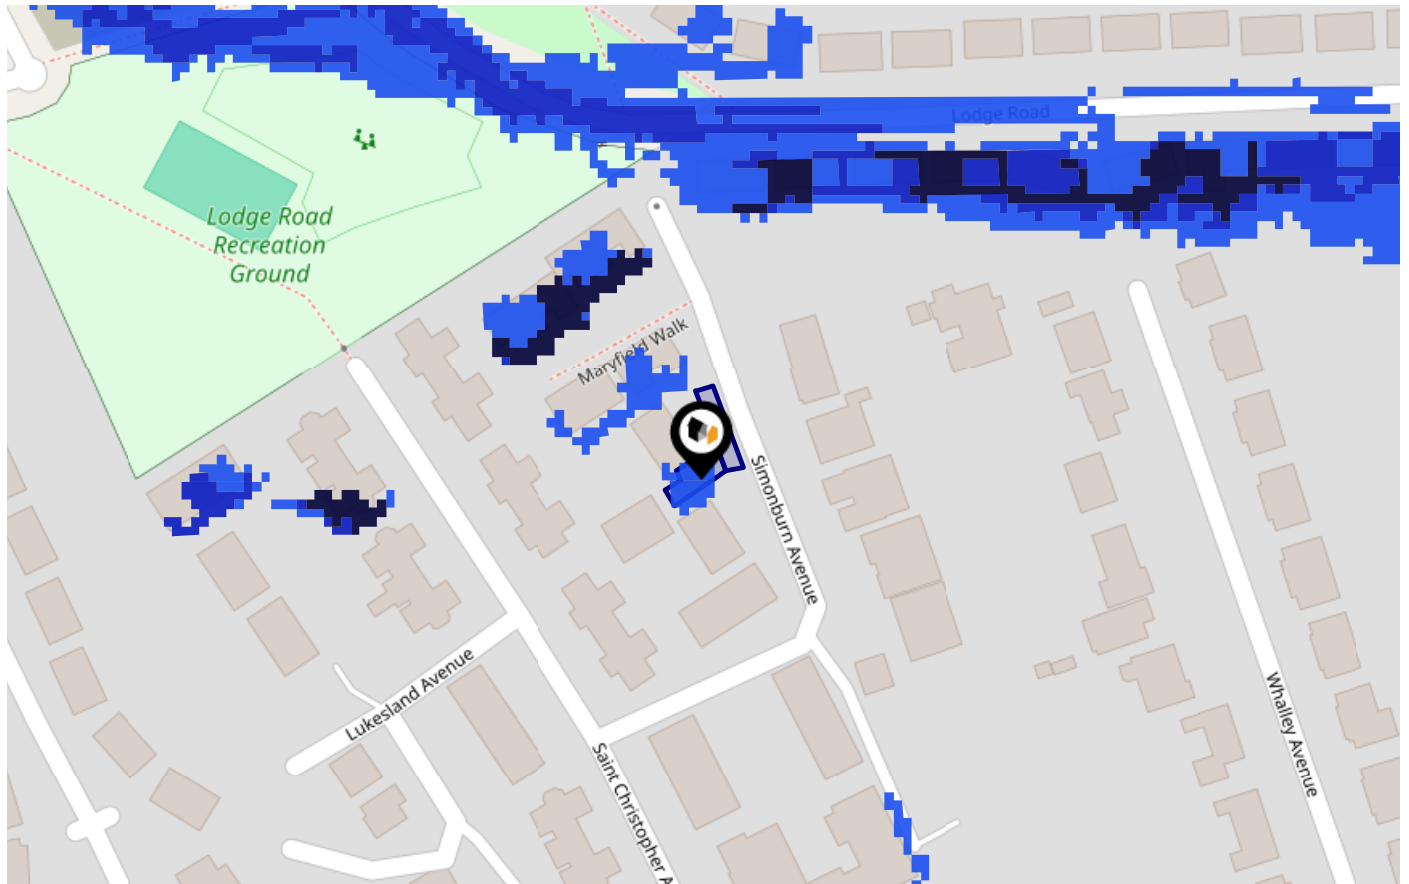 Lodge Road
Lodge Road
Recreation
Ground
Maryfield Walk
Simonburn Avenue
Lukesland Avenue
Saint Christopher A
Whalley Avenue